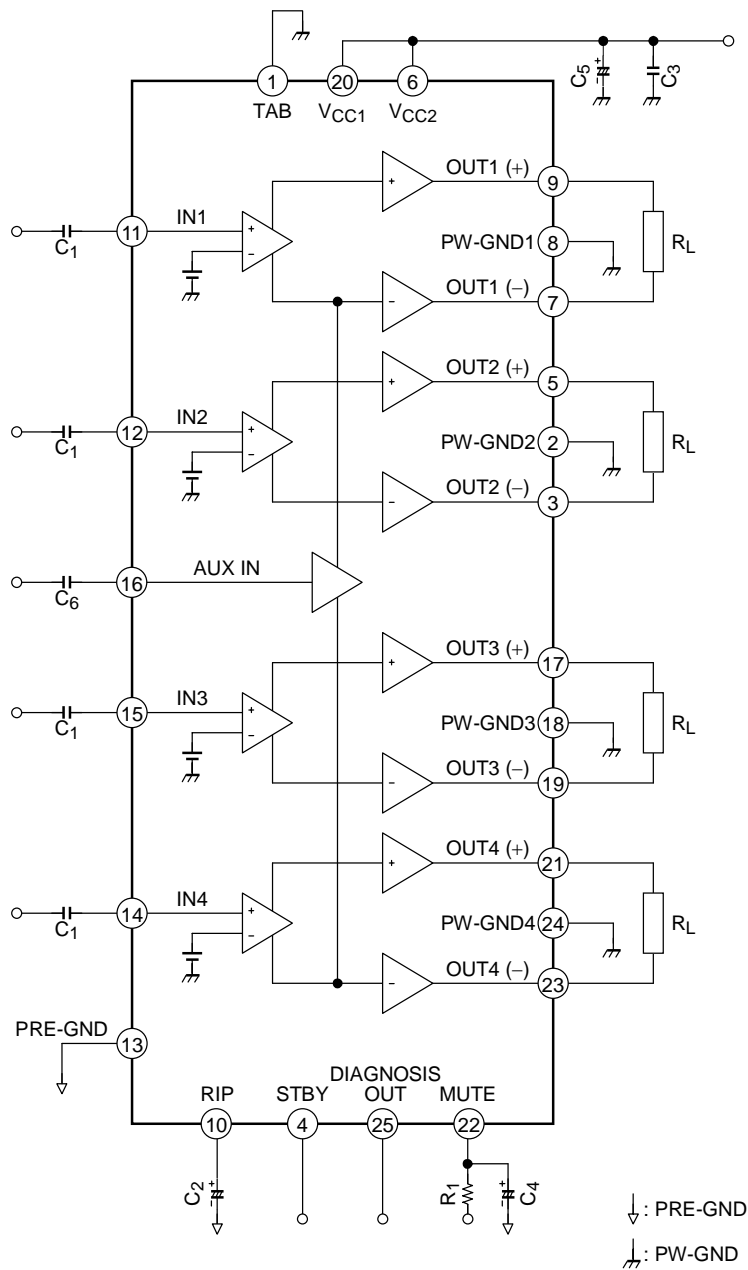 1
TAB
20
VCC1
6
VCC2
C5
C3
11
IN1
C1
OUT1 (+)
9
PW-GND1
8
OUT1 (−)
7
RL
12
IN2
C1
OUT2 (+)
5
PW-GND2
2
OUT2 (−)
3
RL
16
AUX IN
C6
15
IN3
C1
OUT3 (+)
17
PW-GND3
18
OUT3 (−)
19
RL
14
IN4
C1
OUT4 (+)
21
PW-GND4
24
OUT4 (−)
23
RL
PRE-GND
13
RIP
10
STBY
4
DIAGNOSIS
OUT
25
MUTE
22
C2
R1
C4
: PRE-GND
: PW-GND